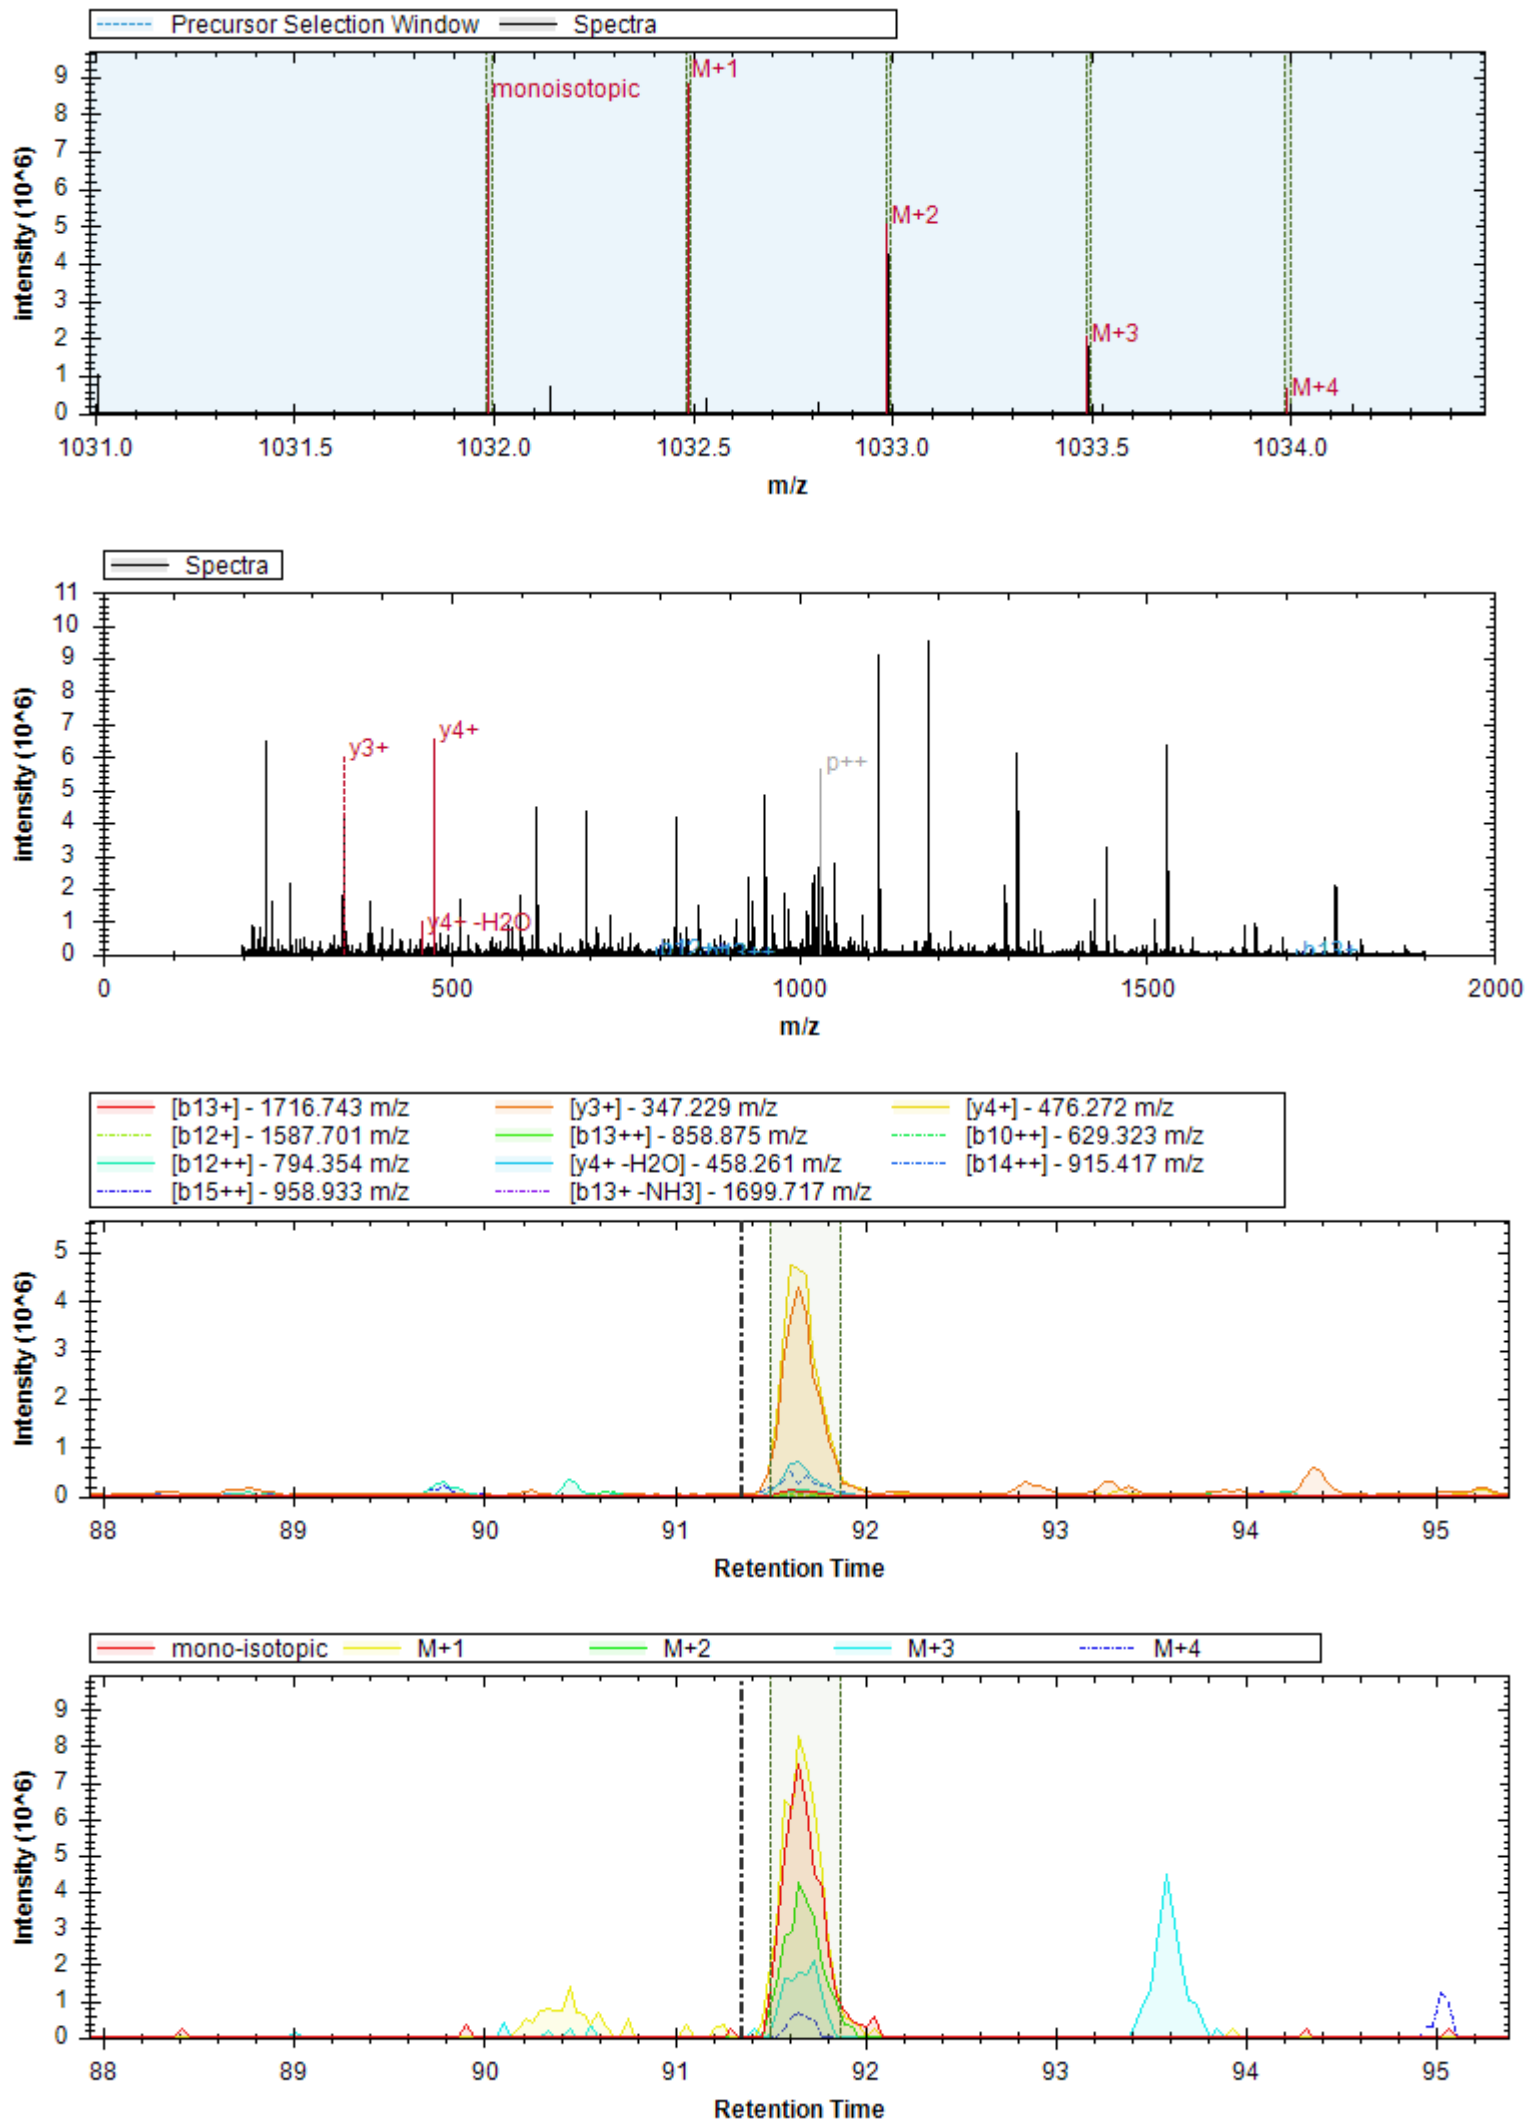 Precursor Selection Window Spectra
intensity (10^6)
9
8
7
6
5
4
3
2
1
0
monoisotopic
M+1
M+2
M+3
M+4
1031.0 1031.5 1032.0 1032.5 1033.0 1033.5 1034.0
m/z
Spectra
intensity (10^6)
11
10
9
8
7
6
5
4
3
2
1
0
y3+
y4+
p++
y4+ -H2O
b13+
0 500 1000 1500 2000
m/z
[b13+] - 1716.743 m/z [y3+] - 347.229 m/z [y4+] - 476.272 m/z
[b12+] - 1587.701 m/z [b13++] - 858.875 m/z [b10++] - 629.323 m/z
[b12++] - 794.354 m/z [y4+ -H2O] - 458.261 m/z [b14++] - 915.417 m/z
[b15++] - 958.933 m/z [b13+ -NH3] - 1699.717 m/z
Intensity (10^6)
5
4
3
2
1
0
88 89 90 91 92 93 94 95
Retention Time
mono-isotopic M+1 M+2 M+3 M+4
Intensity (10^6)
9
8
7
6
5
4
3
2
1
0
88 89 90 91 92 93 94 95
Retention Time